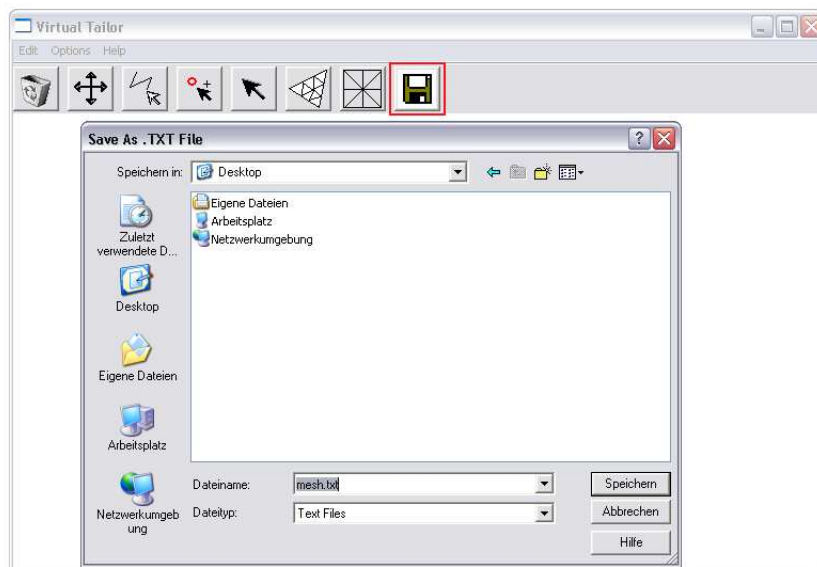 Virtual Tailor
Edit Options Help
Save As .TXT File
Speichern in:
Desktop
Eigene Dateien
Arbeitsplatz
Netzwerkumgebung
Zuletzt
verwendete D...
Desktop
Eigene Dateien
Arbeitsplatz
Netzwerkumgeb
ung
Dateiname:
mesh.txt
Speichern
Dateityp:
Text Files
Abbrechen
Hilfe